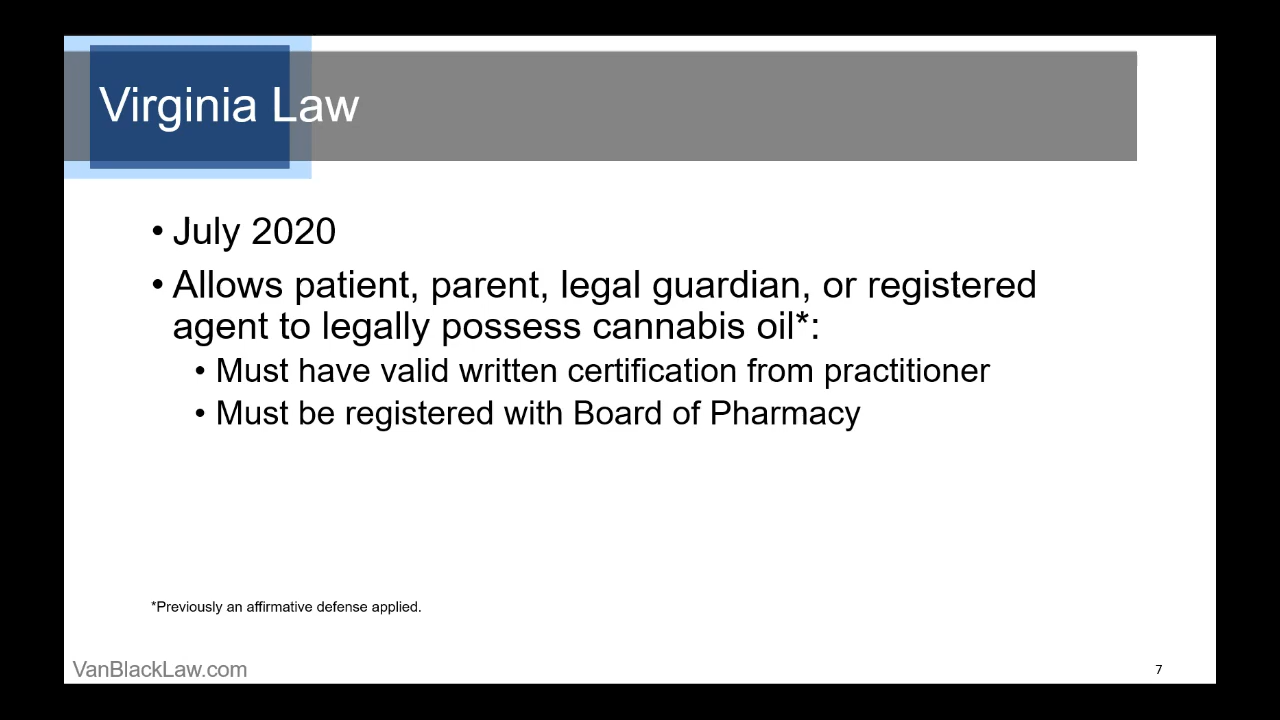 Virginia Law
• July 2020
• Allows patient, parent, legal guardian, or registered
agent to legally possess cannabis oil*:
• Must have valid written certification from practitioner
• Must be registered with Board of Pharmacy
*Previously an affirmative defense applied.
VanBlackLaw.com
7